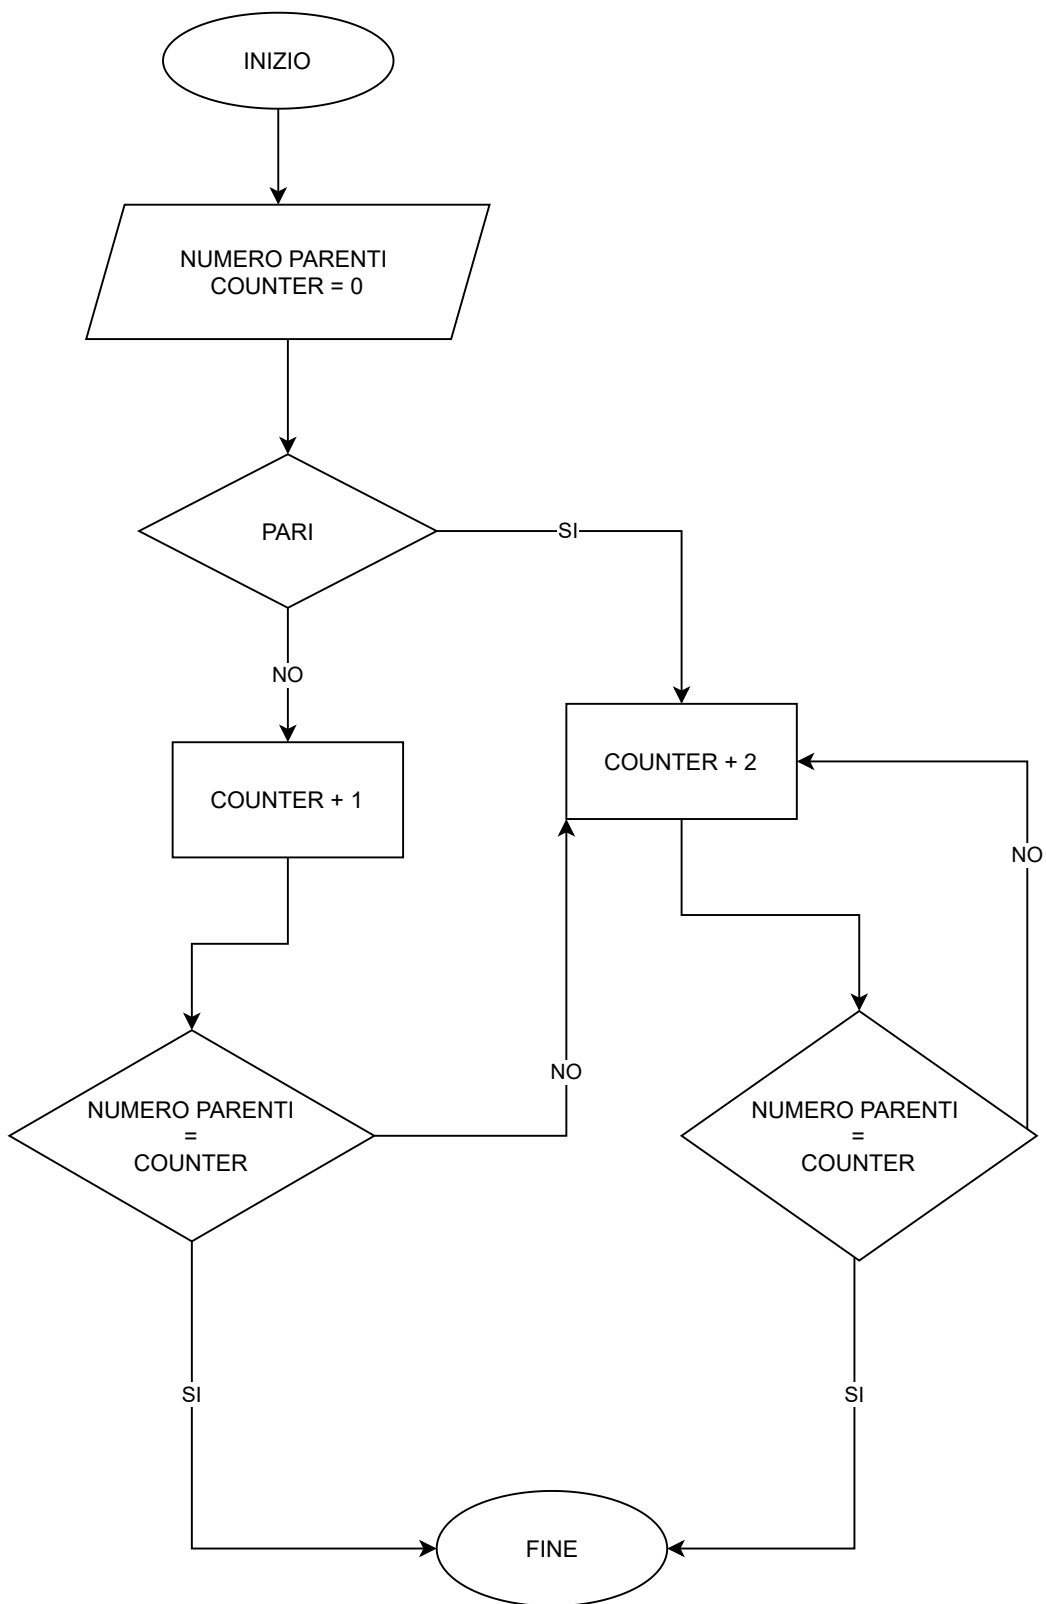 INIZIO
NUMERO PARENTI
COUNTER = 0
PARI
SI
NO
COUNTER + 2
COUNTER + 1
NO
NO
NUMERO PARENTI
=
COUNTER
NUMERO PARENTI
=
COUNTER
SI
SI
FINE